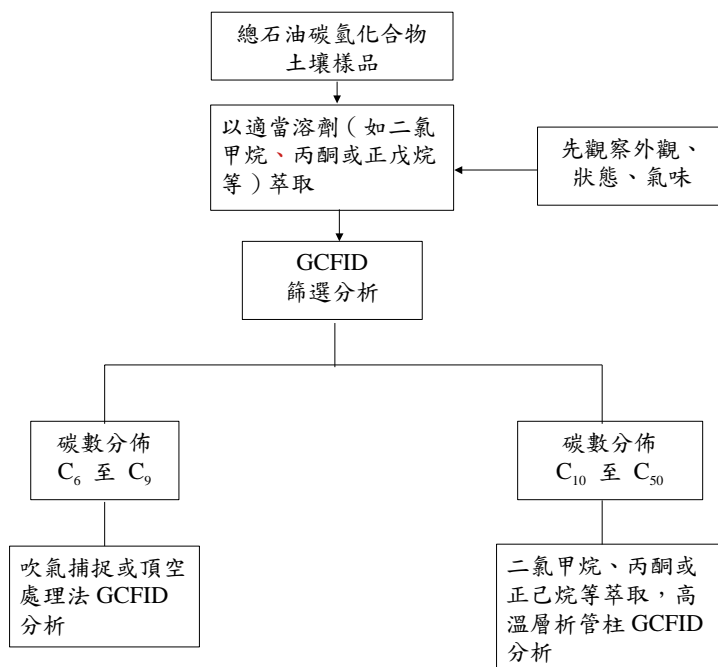 總石油碳氫化合物
土壤樣品
以適當溶劑（如二氯
甲烷、丙酮或正戊烷
等）萃取
先觀察外觀、
狀態、氣味
GCFID
篩選分析
碳數分佈
C₆ 至 C₉
碳數分佈
C₁₀ 至 C₅₀
吹氣捕捉或頂空
處理法 GCFID
分析
二氯甲烷、丙酮或
正己烷等萃取，高
溫層析管柱 GCFID
分析